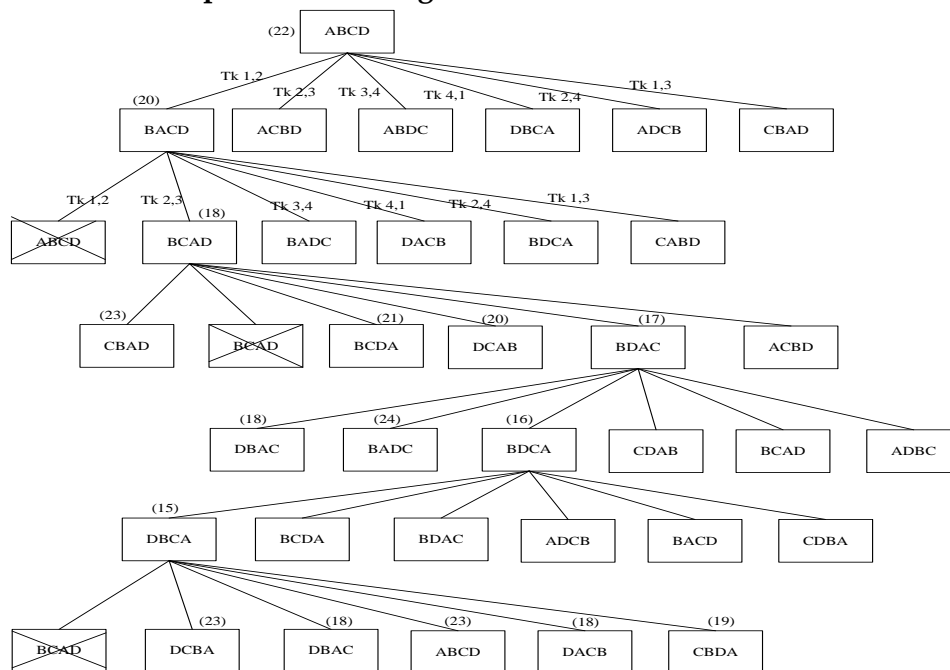 (22) ABCD
Tk 1,2 Tk 2,3 Tk 3,4 Tk 4,1 Tk 2,4 Tk 1,3
(20)
BACD ACBD ABDC DBCA ADCB CBAD
Tk 1,2 Tk 2,3 Tk 3,4 Tk 4,1 Tk 2,4 Tk 1,3
(18)
ABCD BCAD BADC DACB BDCA CABD
(23) (21) (20) (17)
CBAD BCAD BCDA DCAB BDAC ACBD
(18) (24) (16)
DBAC BADC BDCA CDAB BCAD ADBC
(15)
DBCA BCDA BDAC ADCB BACD CDBA
(23) (18) (23) (18) (19)
BCAD DCBA DBAC ABCD DACB CBDA